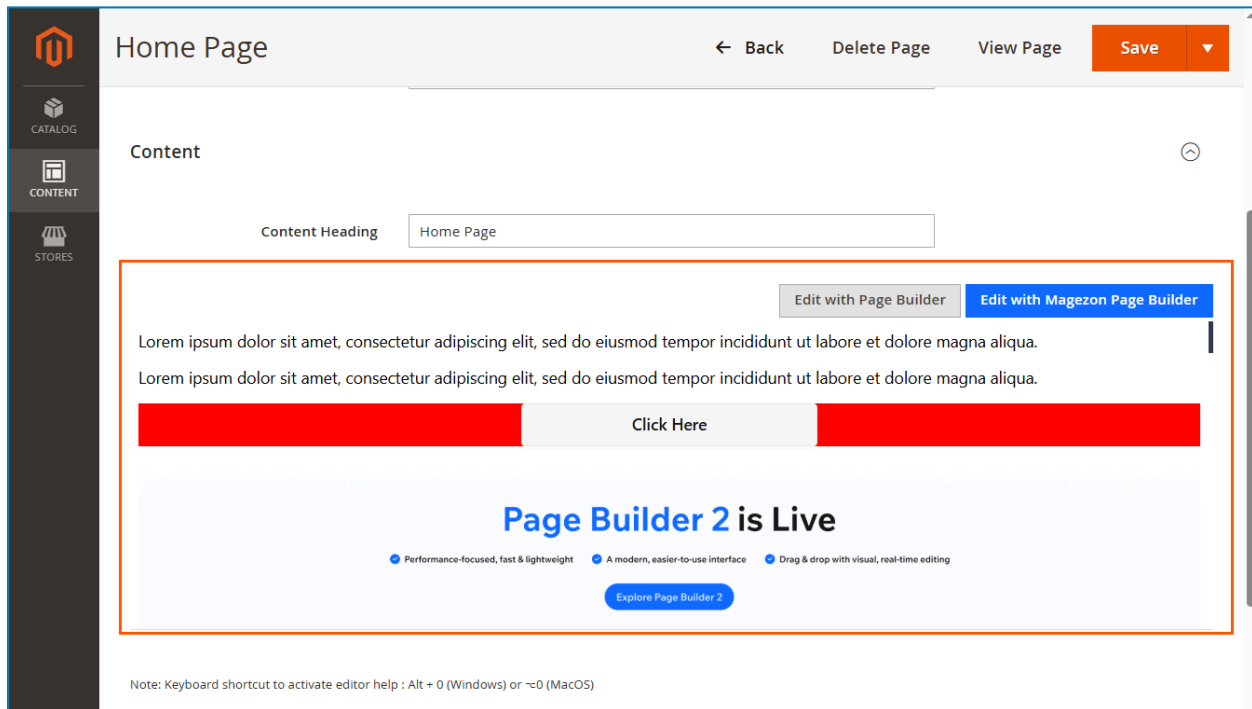 Home Page
← Back
Delete Page
View Page
Save
CATALOG
CONTENT
STORES
Content
Content Heading
Home Page
Edit with Page Builder
Edit with Magezon Page Builder
Lorem ipsum dolor sit amet, consectetur adipiscing elit, sed do eiusmod tempor incididunt ut labore et dolore magna aliqua.
Lorem ipsum dolor sit amet, consectetur adipiscing elit, sed do eiusmod tempor incididunt ut labore et dolore magna aliqua.
Click Here
Page Builder 2 is Live
Performance-focused, fast & lightweight
A modern, easier-to-use interface
Drag & drop with visual, real-time editing
Explore Page Builder 2
Note: Keyboard shortcut to activate editor help : Alt + 0 (Windows) or ⌥0 (MacOS)